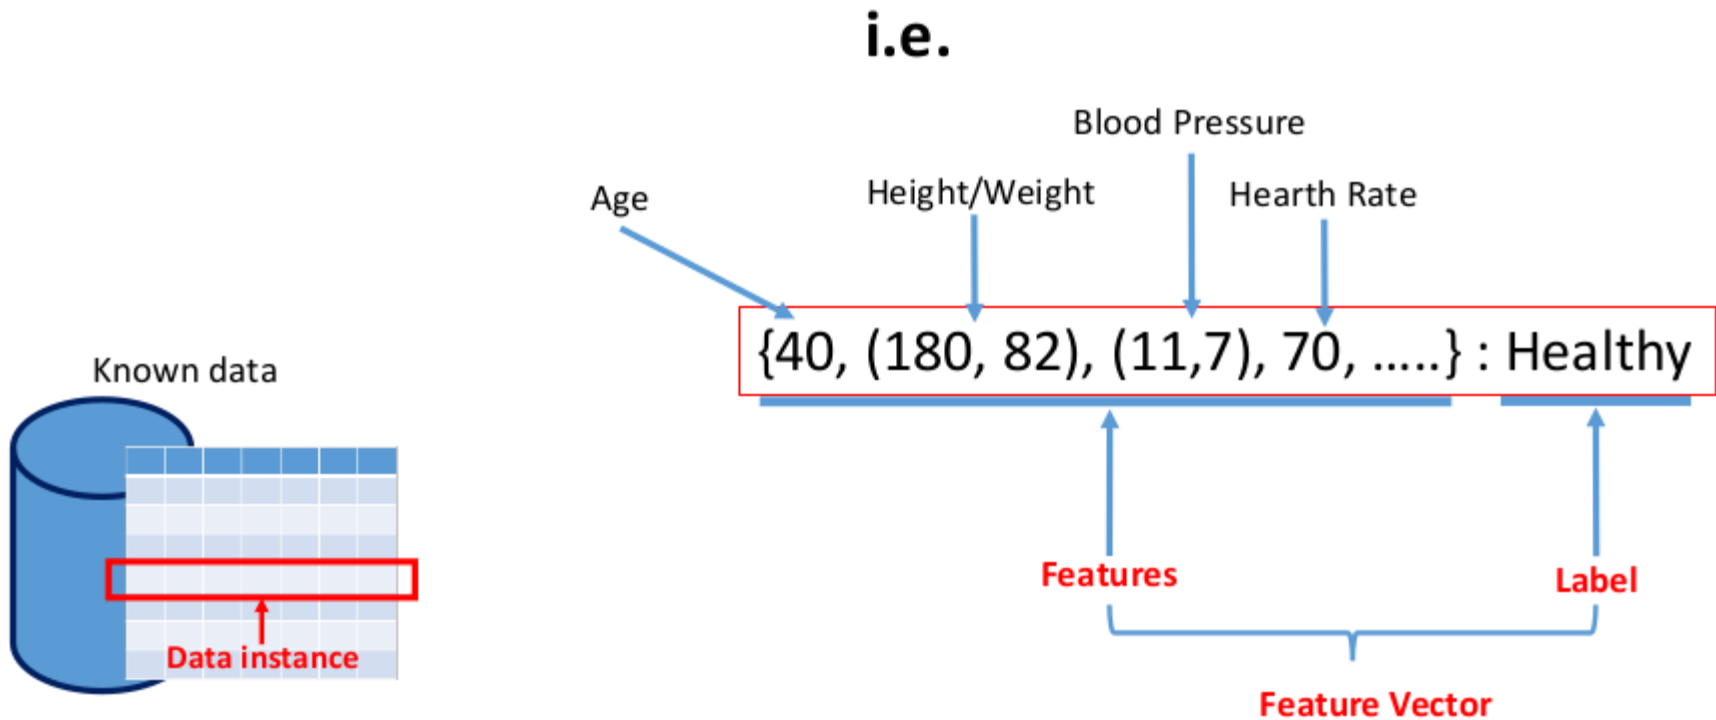 i.e.
Blood Pressure
Age
Height/Weight
Hearth Rate
{40, (180, 82), (11,7), 70, .....} : Healthy
Known data
Features
Label
Data instance
Feature Vector